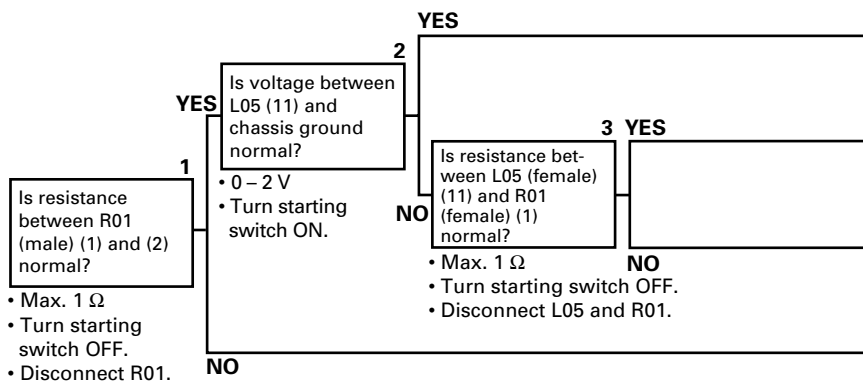 1
Is resistance
between R01
(male) (1) and (2)
normal?
• Max. 1 Ω
• Turn starting
switch OFF.
• Disconnect R01.
YES
NO
2
Is voltage between
L05 (11) and
chassis ground
normal?
• 0 – 2 V
• Turn starting
switch ON.
YES
NO
3
Is resistance bet-
ween L05 (female)
(11) and R01
(female) (1)
normal?
• Max. 1 Ω
• Turn starting switch OFF.
• Disconnect L05 and R01.
YES
NO